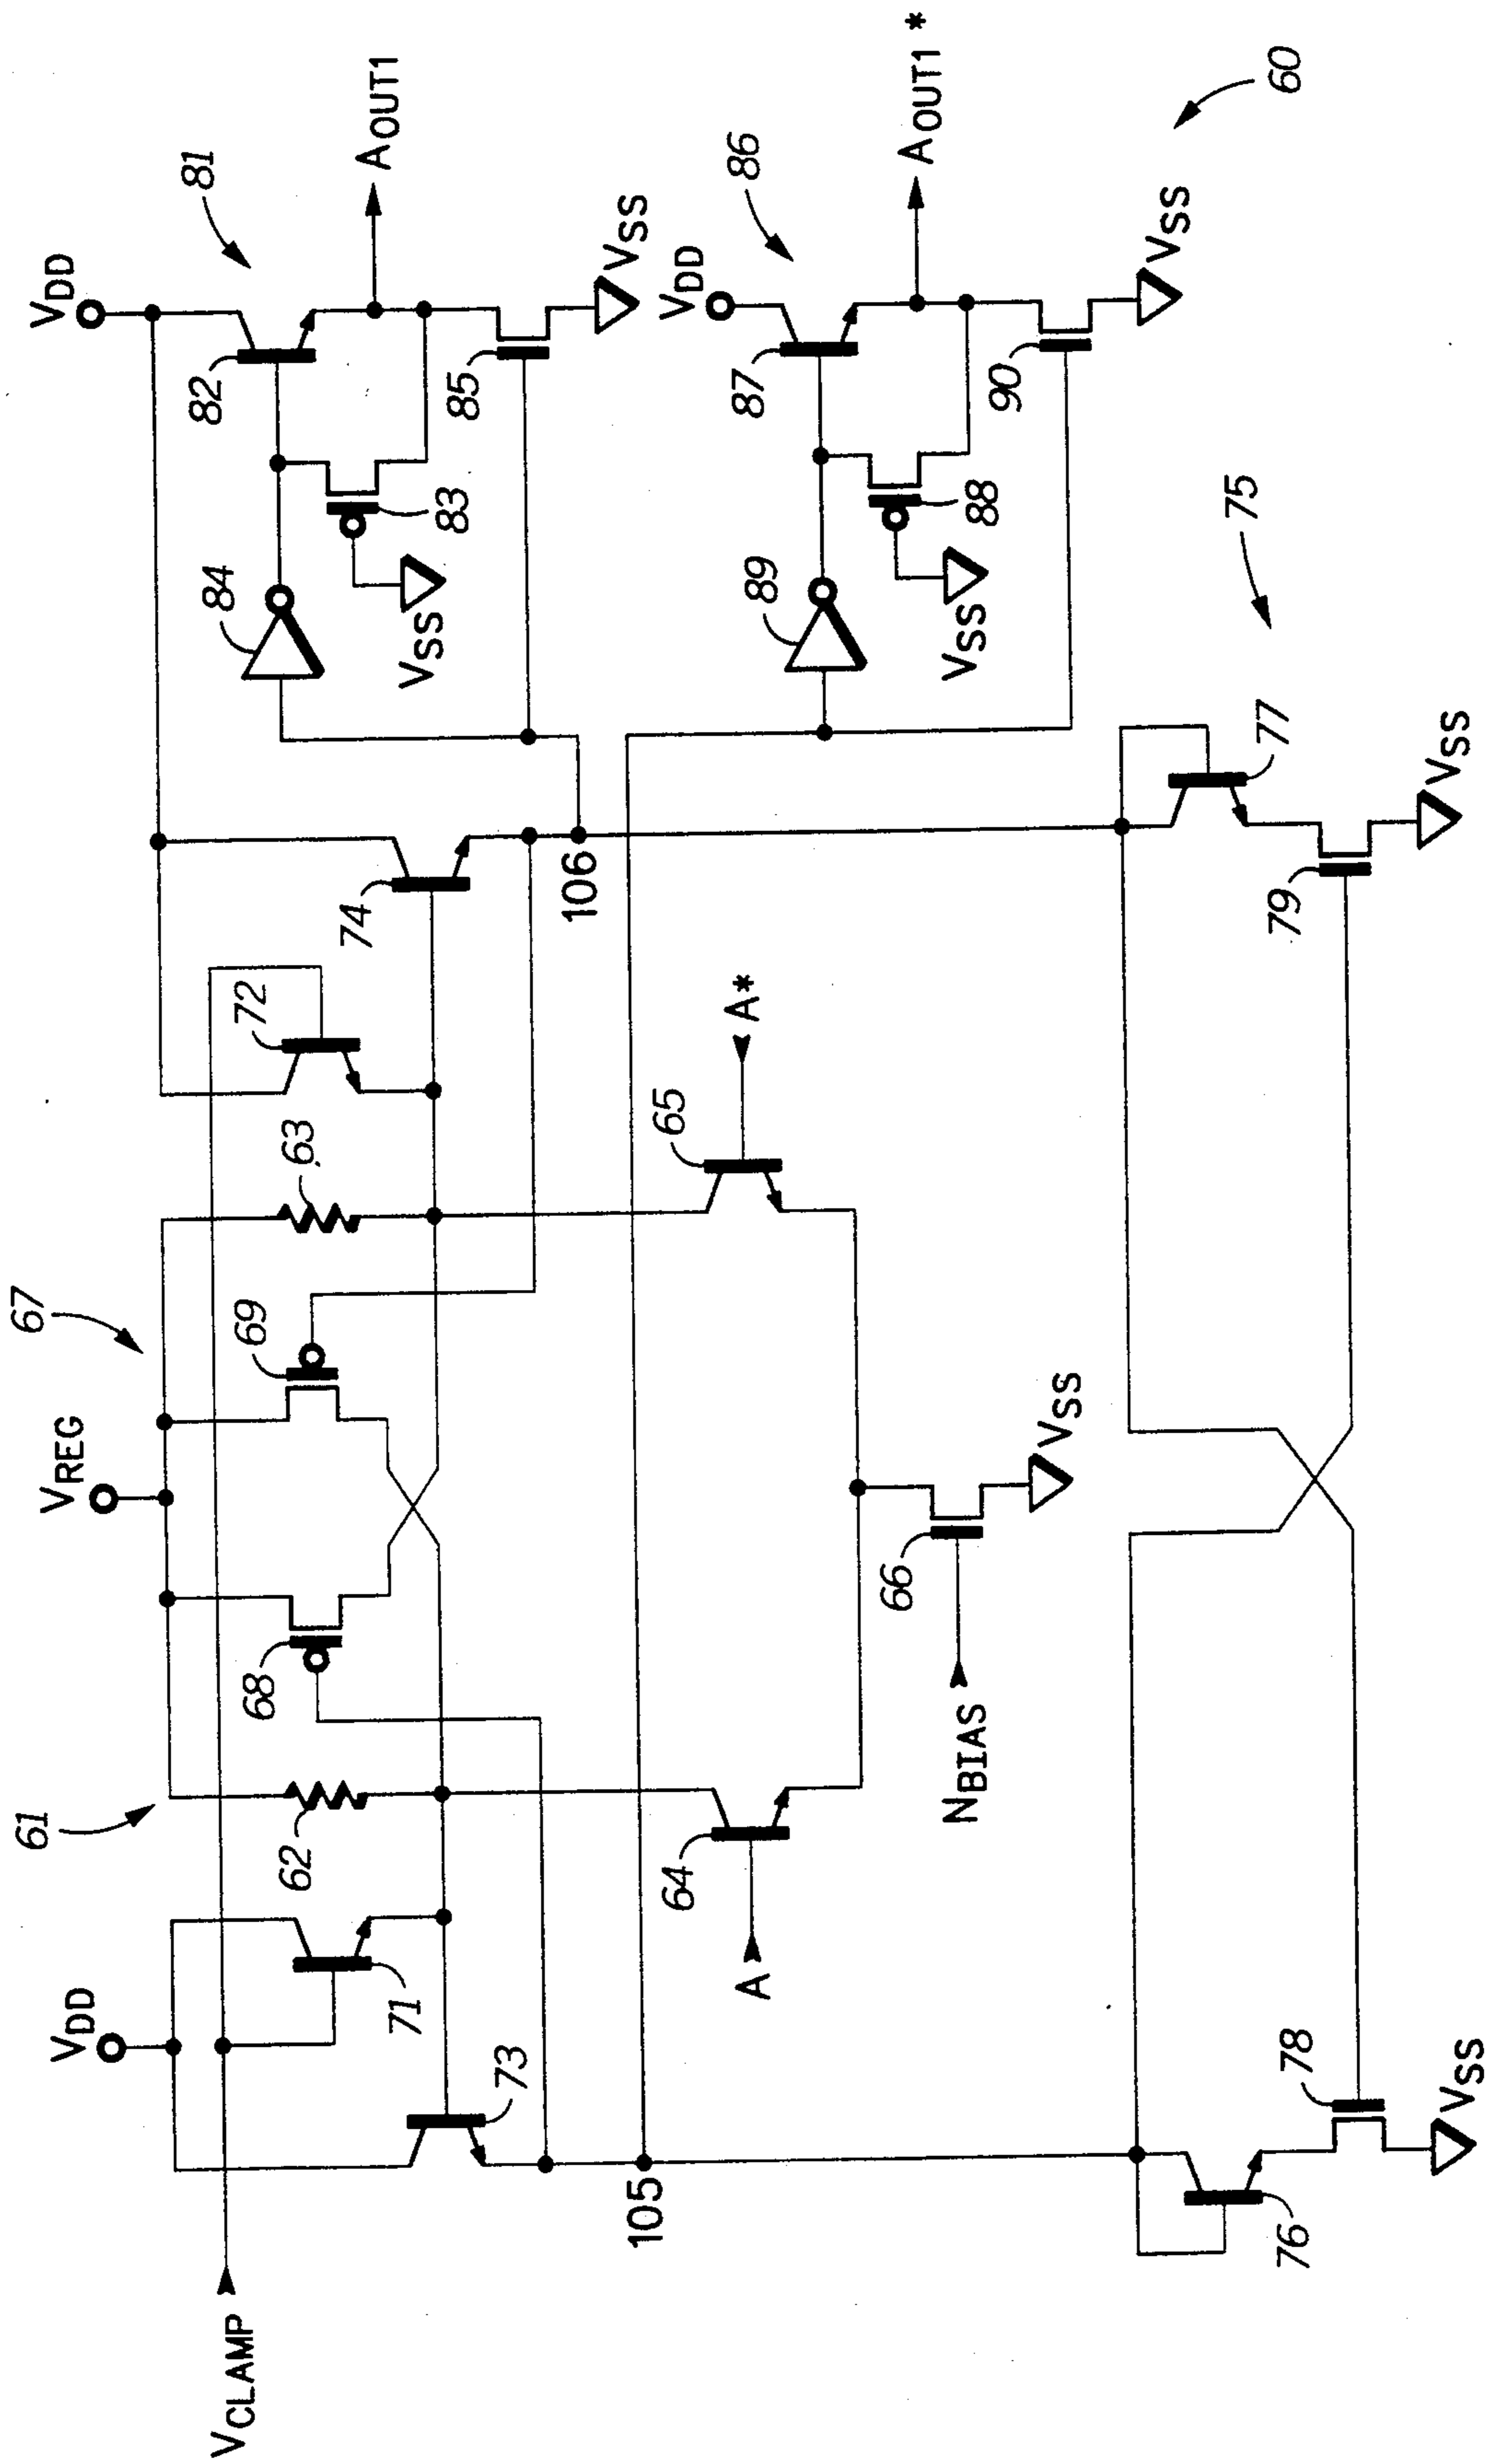 VCLAMP
VDD
61
VREG
67
VDD
81
71
62
68
69
63
72
74
82
84
83
VSS
AOUT1
85
VSS
73
105
106
A
64
65
A*
NBIAS
66
VSS
86
VDD
87
89
88
VSS
AOUT1*
90
VSS
60
75
76
78
VSS
79
77
VSS